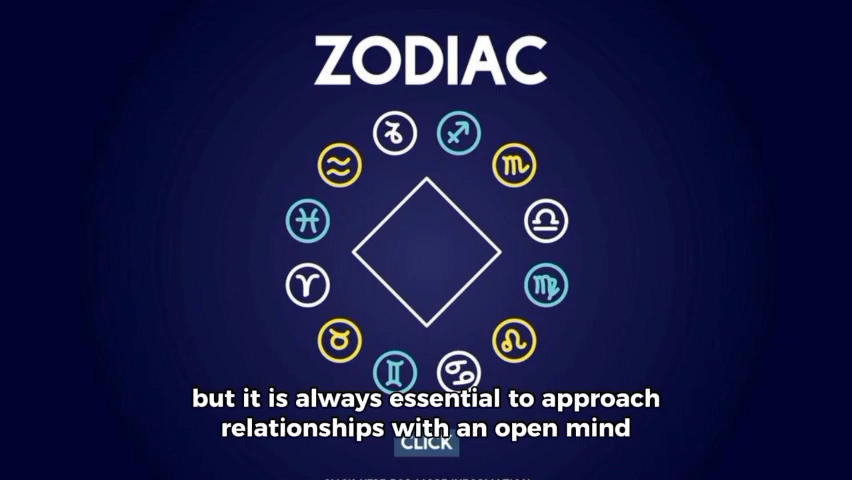 ZODIAC
but it is always essential to approach
relationships with an open mind
CLICK